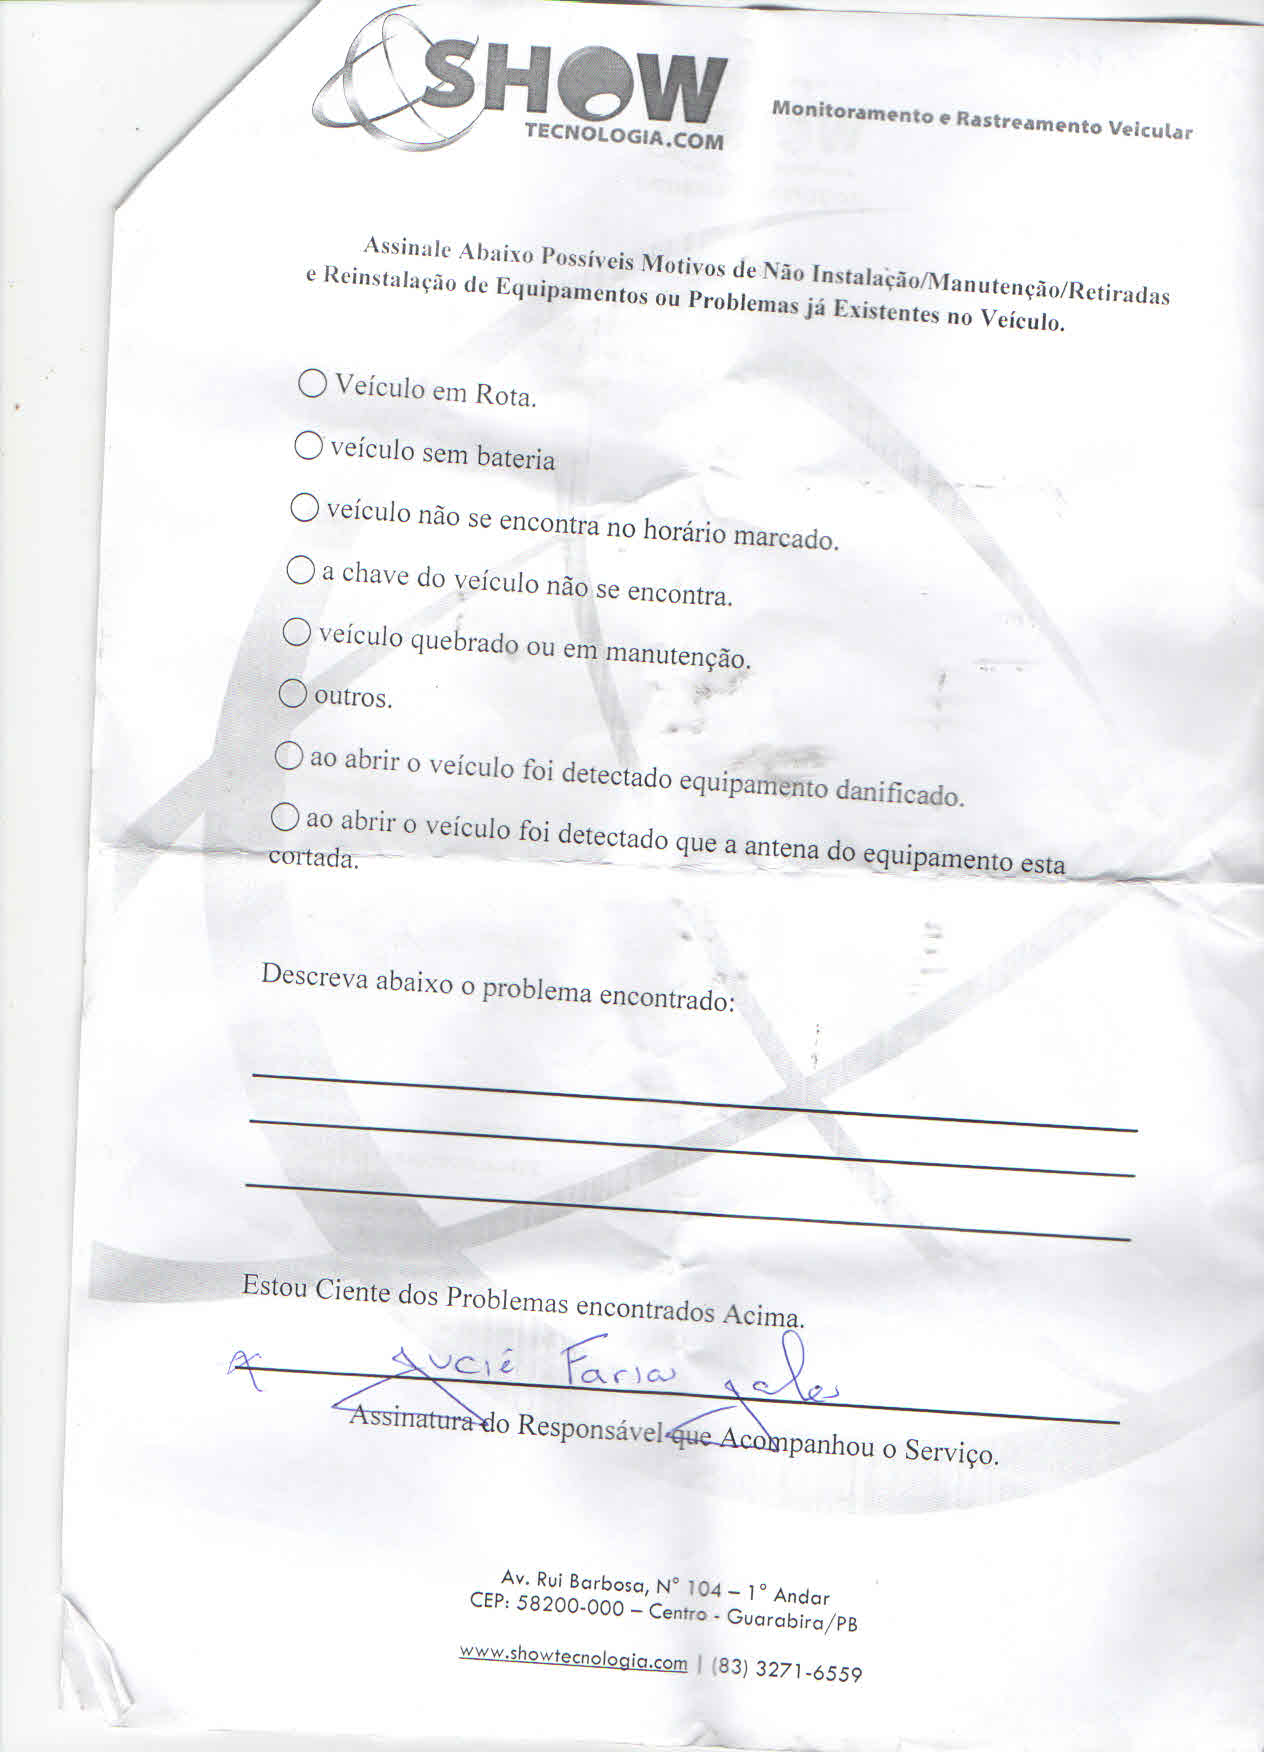 SHOW
TECNOLOGIA.COM
Monitoramento e Rastreamento Veicular
Assinale Abaixo Possíveis Motivos de Não Instalação/Manutenção/Retiradas
e Reinstalação de Equipamentos ou Problemas já Existentes no Veículo.
Veículo em Rota.
veículo sem bateria
veículo não se encontra no horário marcado.
a chave do veículo não se encontra.
veículo quebrado ou em manutenção.
outros.
ao abrir o veículo foi detectado equipamento danificado.
ao abrir o veículo foi detectado que a antena do equipamento esta
cortada.
Descreva abaixo o problema encontrado:
Estou Ciente dos Problemas encontrados Acima.
Farias
Assinatura do Responsável que Acompanhou o Serviço.
Av. Rui Barbosa, N° 104 – 1° Andar
CEP: 58200-000 – Centro - Guarabira/PB
www.showtecnologia.com | (83) 3271-6559